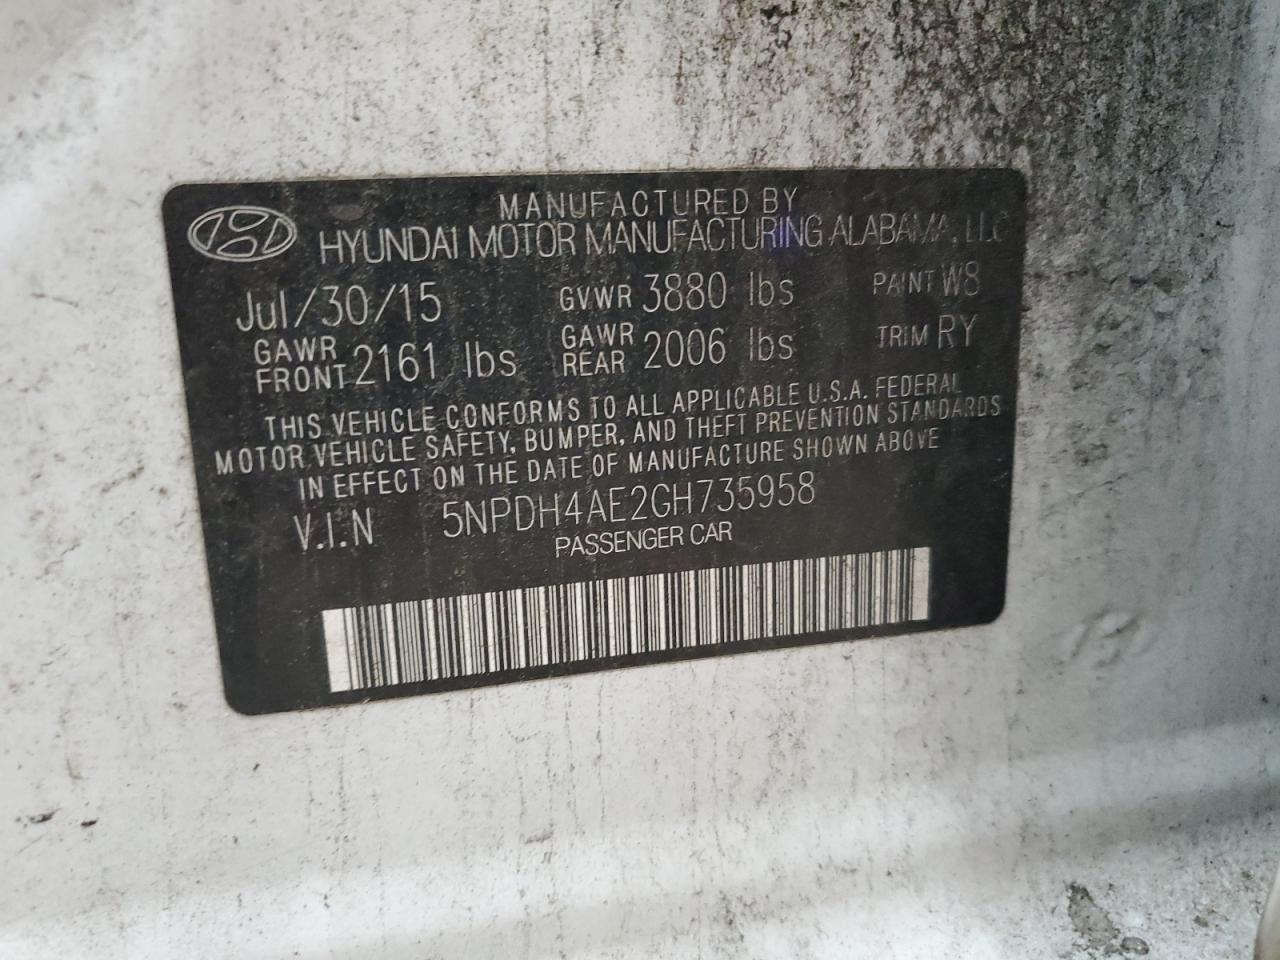 MANUFACTURED BY
HYUNDAI MOTOR MANUFACTURING ALABAMA, LLC
Jul/30/15 GVWR 3880 lbs PAINT W8
GAWR FRONT 2161 lbs GAWR REAR 2006 lbs TRIM RY
THIS VEHICLE CONFORMS TO ALL APPLICABLE U.S.A. FEDERAL
MOTOR VEHICLE SAFETY, BUMPER, AND THEFT PREVENTION STANDARDS
IN EFFECT ON THE DATE OF MANUFACTURE SHOWN ABOVE
V.I.N 5NPDH4AE2GH735958
PASSENGER CAR